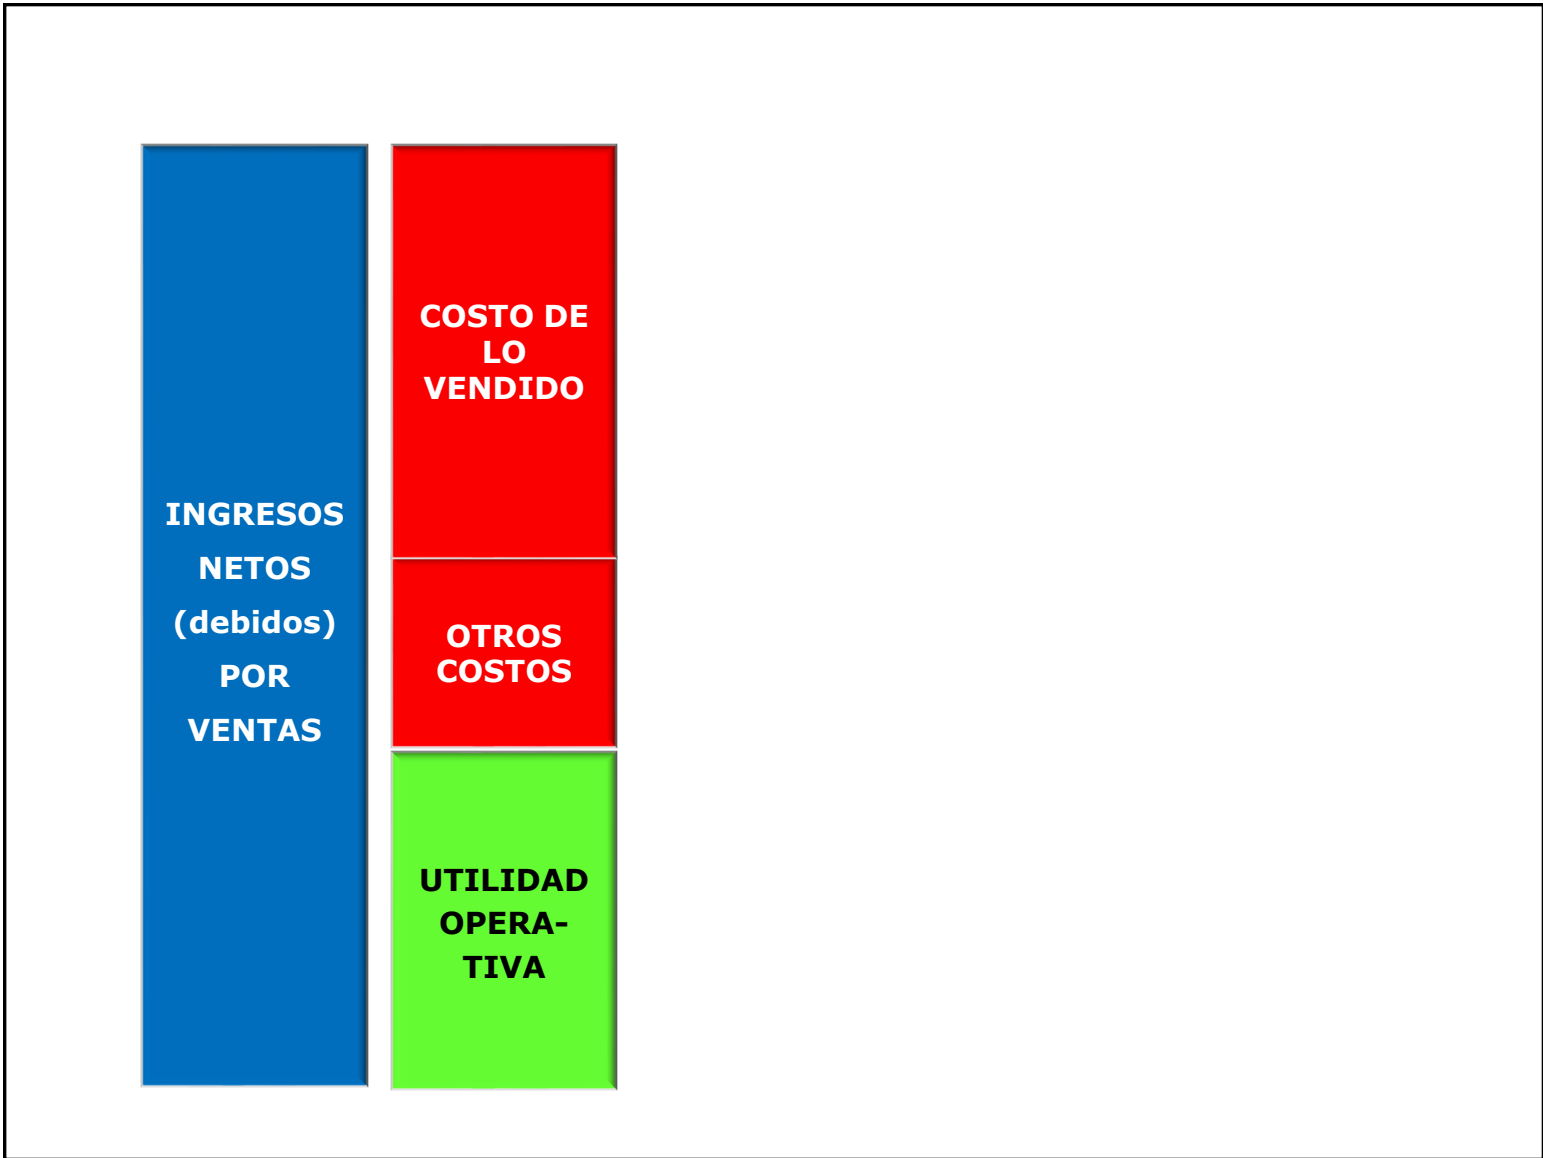 INGRESOS
NETOS
(debidos)
POR
VENTAS
COSTO DE
LO
VENDIDO
OTROS
COSTOS
UTILIDAD
OPERA-
TIVA